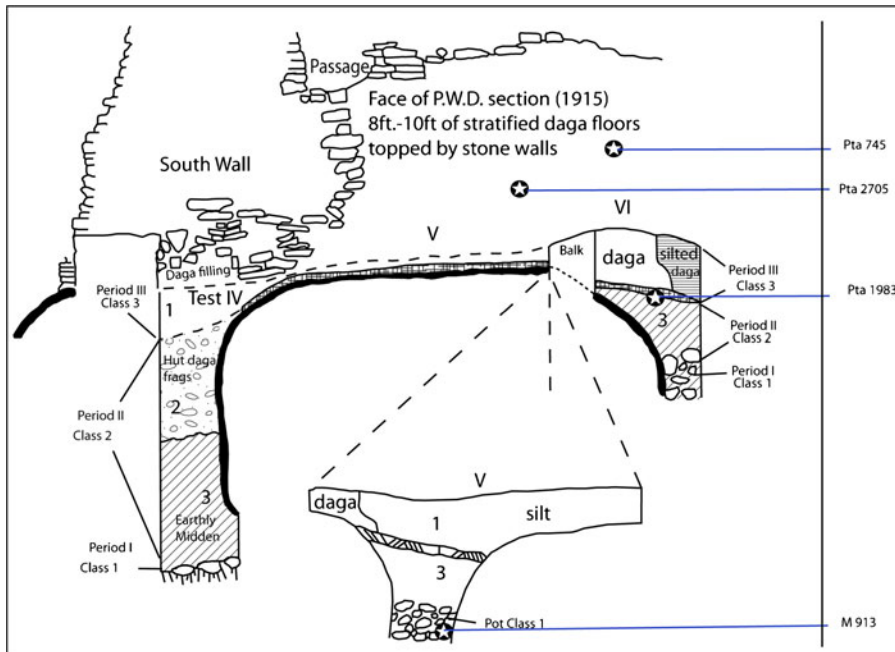 Passage
Face of P.W.D. section (1915)
8ft.-10ft of stratified daga floors
topped by stone walls
Pta 745
South Wall
Pta 2705
VI
V
Balk
daga
silted
daga
Daga filling
Period III
Class 3
Test IV
Period III
Class 3
1
Pta 1983
3
Period II
Class 2
Hut daga
frags
Period I
Class 1
2
Period II
Class 2
V
3
daga
1
silt
Earthly
Midden
Period I
Class 1
3
Pot Class 1
M 913